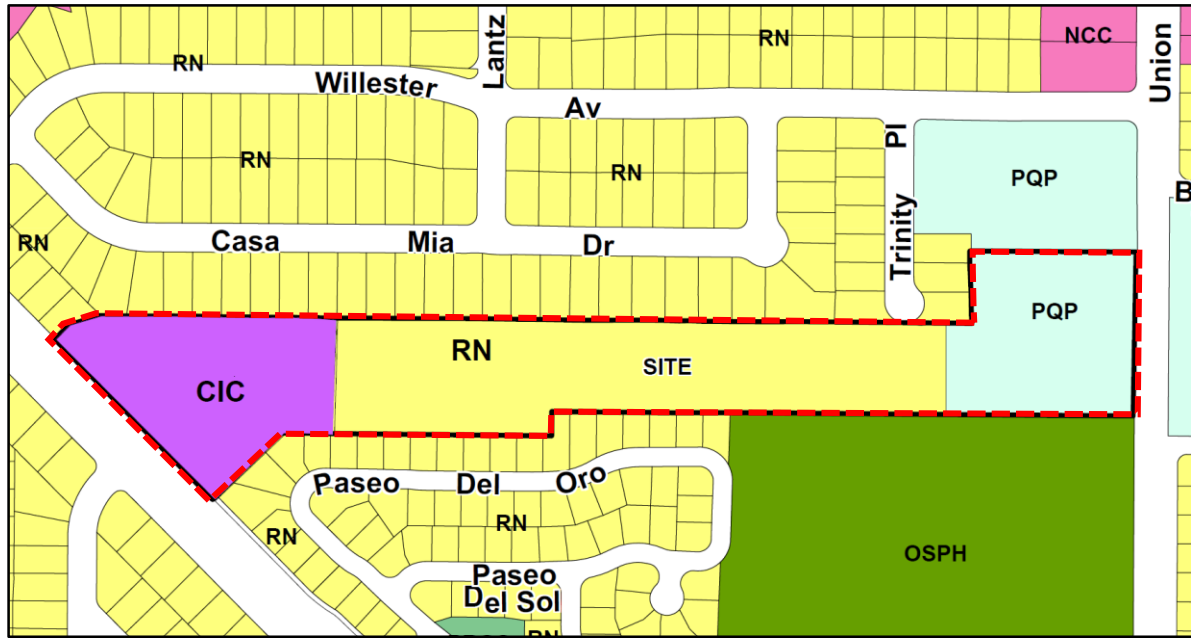 RN
Willester
Lantz
Av
RN
NCC
Union
RN
RN
Trinity Pl
PQP
B
RN
Casa Mia Dr
CIC
RN
SITE
PQP
Paseo Del Oro
RN
RN
OSPH
Paseo
Del Sol
RN